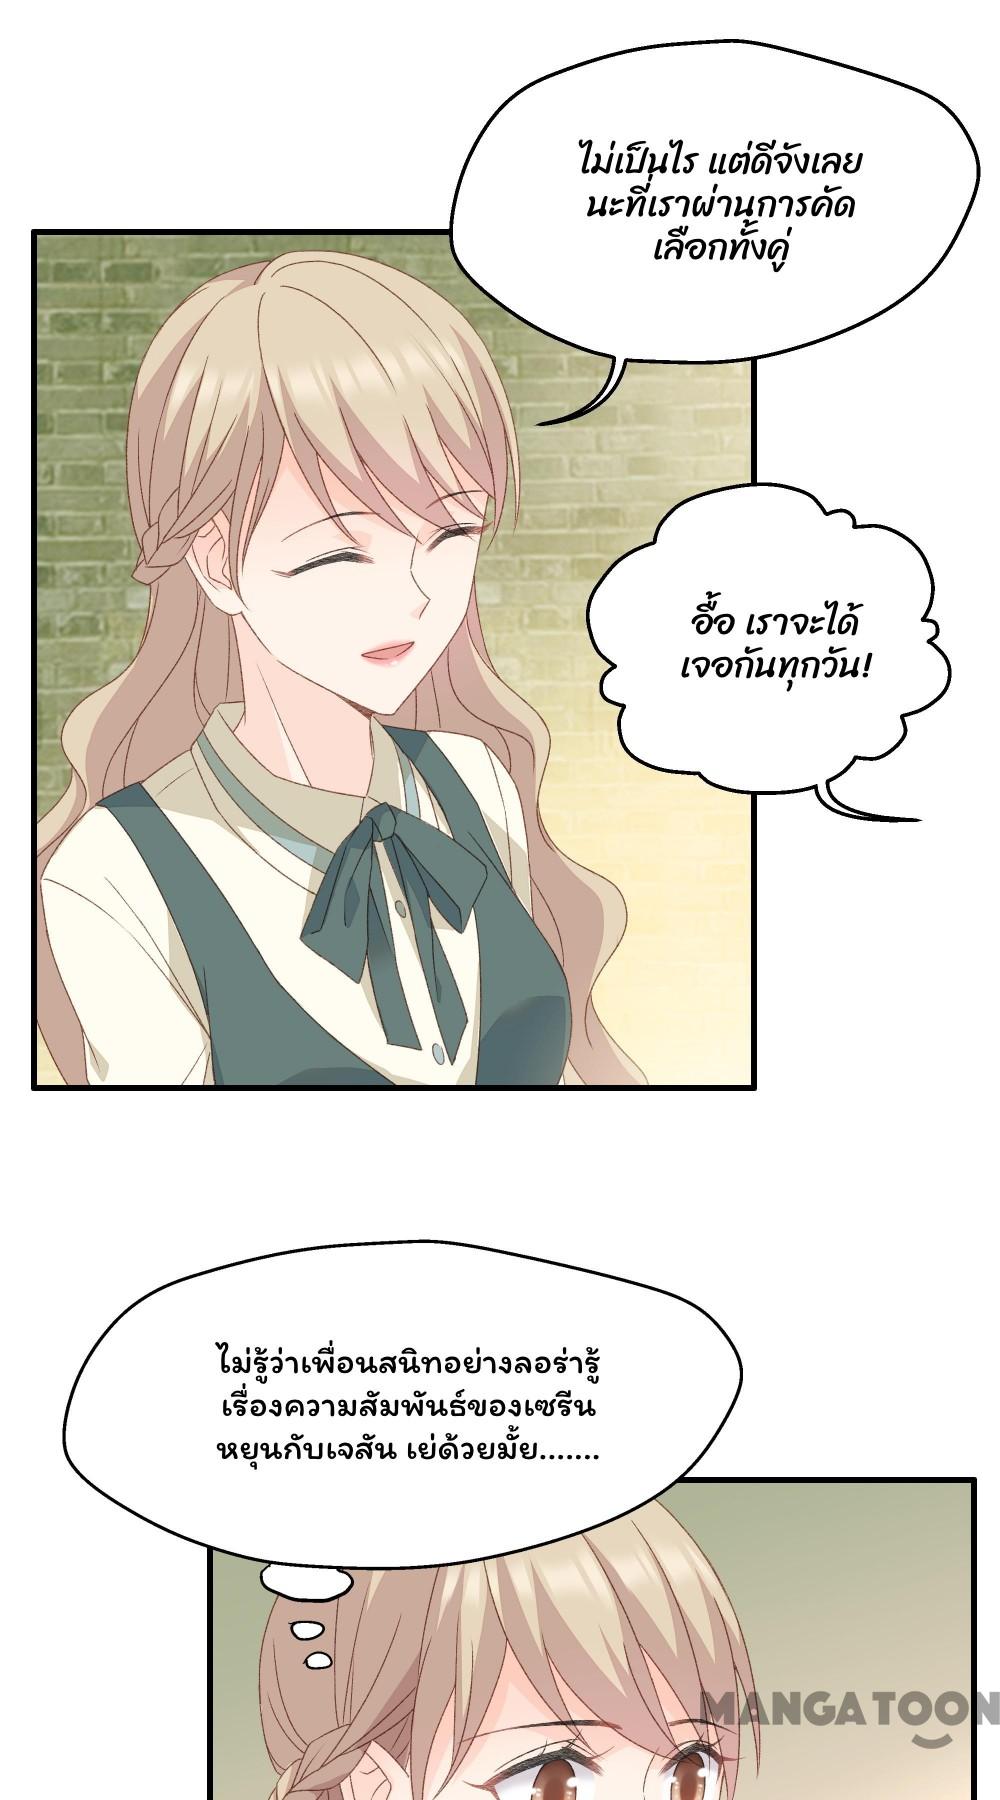 ไม่เป็นไร แต่ดีจังเลย
นะที่เราผ่านการคัด
เลือกทั้งคู่
อื้อ เราจะได้
เจอกันทุกวัน!
ไม่รู้ว่าเพื่อนสนิทอย่างลอร่ารู้
เรื่องความสัมพันธ์ของเซรีน
หยุนกับเจสัน เย่ด้วยมั้ย.......
MANGATOON